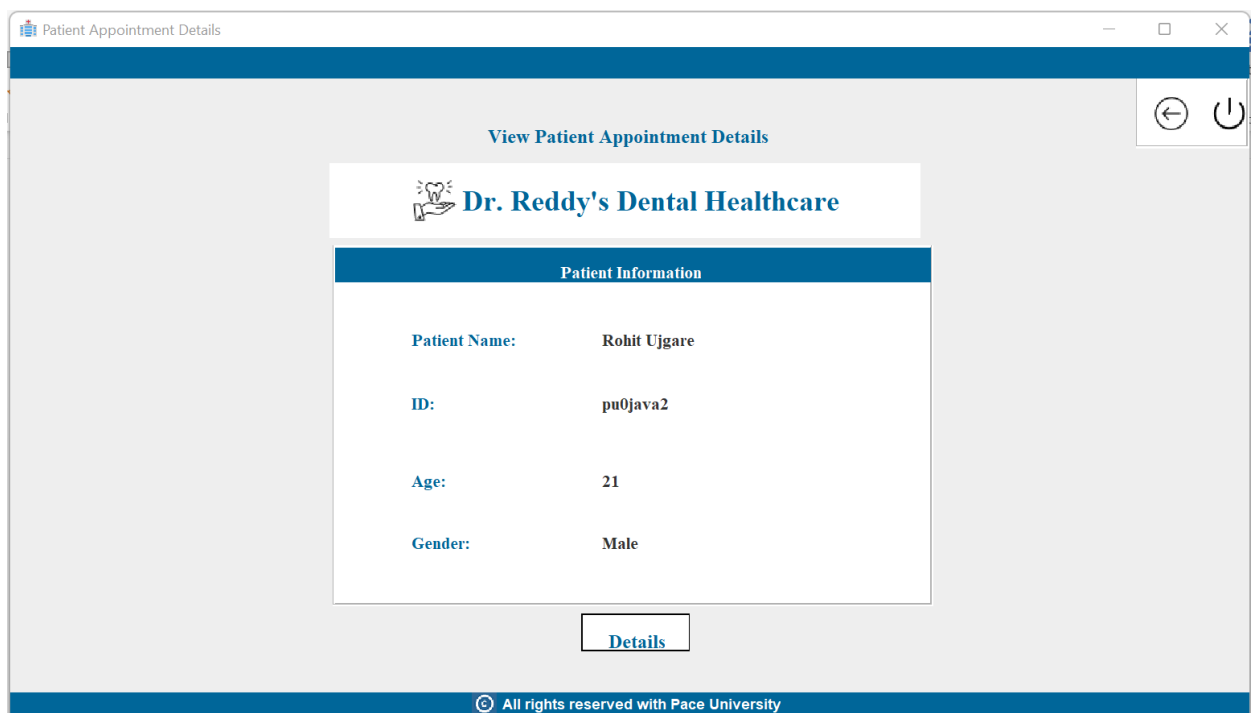 Patient Appointment Details
View Patient Appointment Details
Dr. Reddy's Dental Healthcare
Patient Information
Patient Name: Rohit Ujgare
ID: pu0java2
Age: 21
Gender: Male
Details
© All rights reserved with Pace University